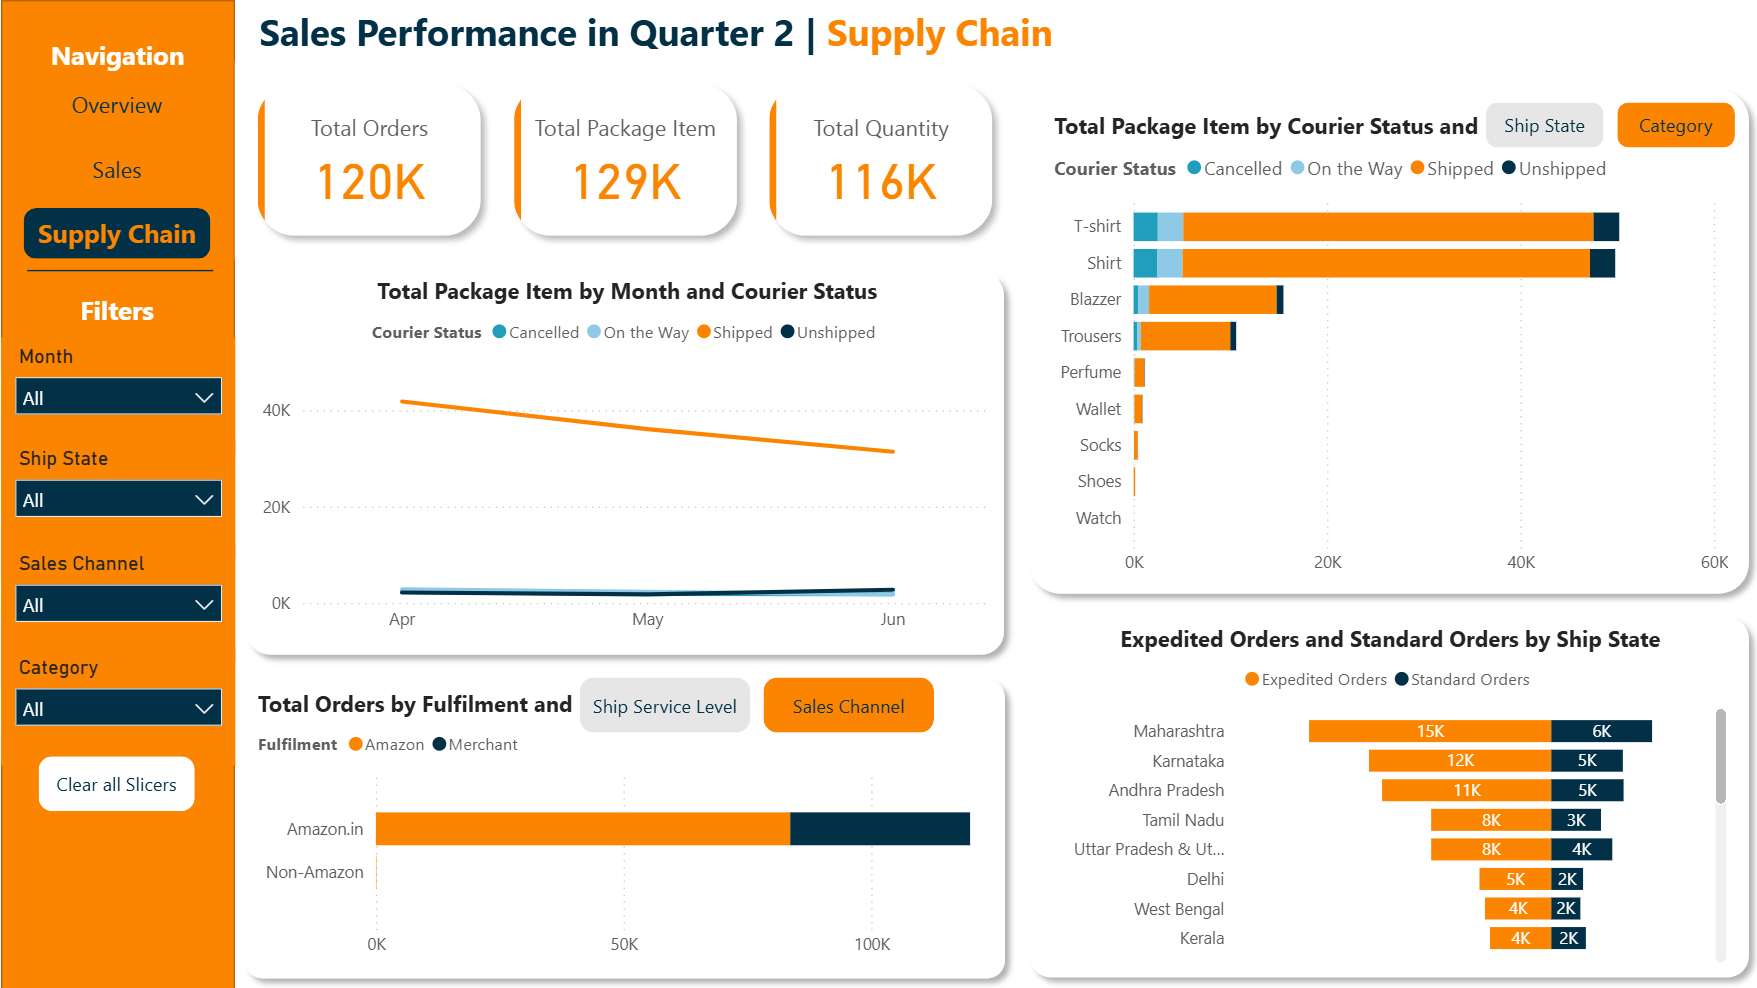 Navigation
Overview
Sales
Supply Chain
Filters
Month
All
Ship State
All
Sales Channel
All
Category
All
Clear all Slicers
Sales Performance in Quarter 2 | Supply Chain
Total Orders
120K
Total Package Item
129K
Total Quantity
116K
Total Package Item by Month and Courier Status
Courier Status Cancelled On the Way Shipped Unshipped
40K
20K
0K
Apr May Jun
Total Orders by Fulfilment and Ship Service Level Sales Channel
Fulfilment Amazon Merchant
Amazon.in
Non-Amazon
0K 50K 100K
Total Package Item by Courier Status and Ship State Category
Courier Status Cancelled On the Way Shipped Unshipped
T-shirt
Shirt
Blazzer
Trousers
Perfume
Wallet
Socks
Shoes
Watch
0K 20K 40K 60K
Expedited Orders and Standard Orders by Ship State
Expedited Orders Standard Orders
Maharashtra 15K 6K
Karnataka 12K 5K
Andhra Pradesh 11K 5K
Tamil Nadu 8K 3K
Uttar Pradesh & Ut... 8K 4K
Delhi 5K 2K
West Bengal 4K 2K
Kerala 4K 2K